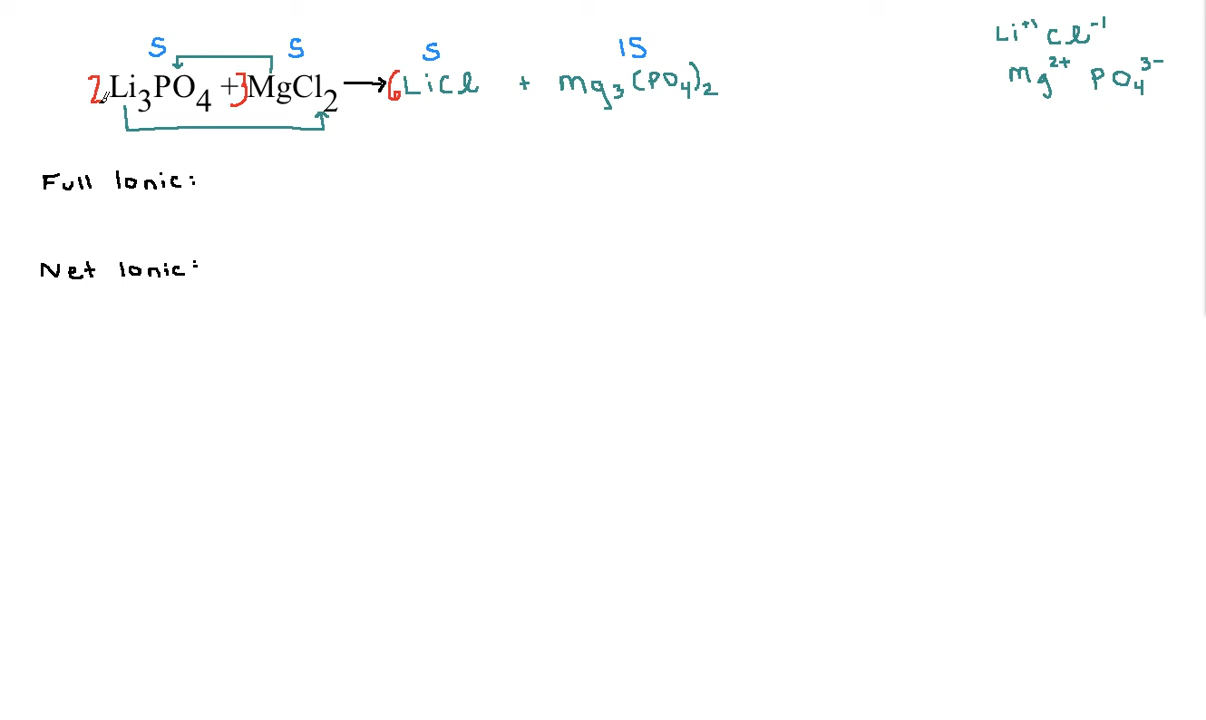 S S S IS Li⁺¹ Cl⁻¹
2Li₃PO₄ + 3MgCl₂ → 6LiCl + Mg₃(PO₄)₂ Mg²⁺ PO₄³⁻
Full Ionic:
Net Ionic: